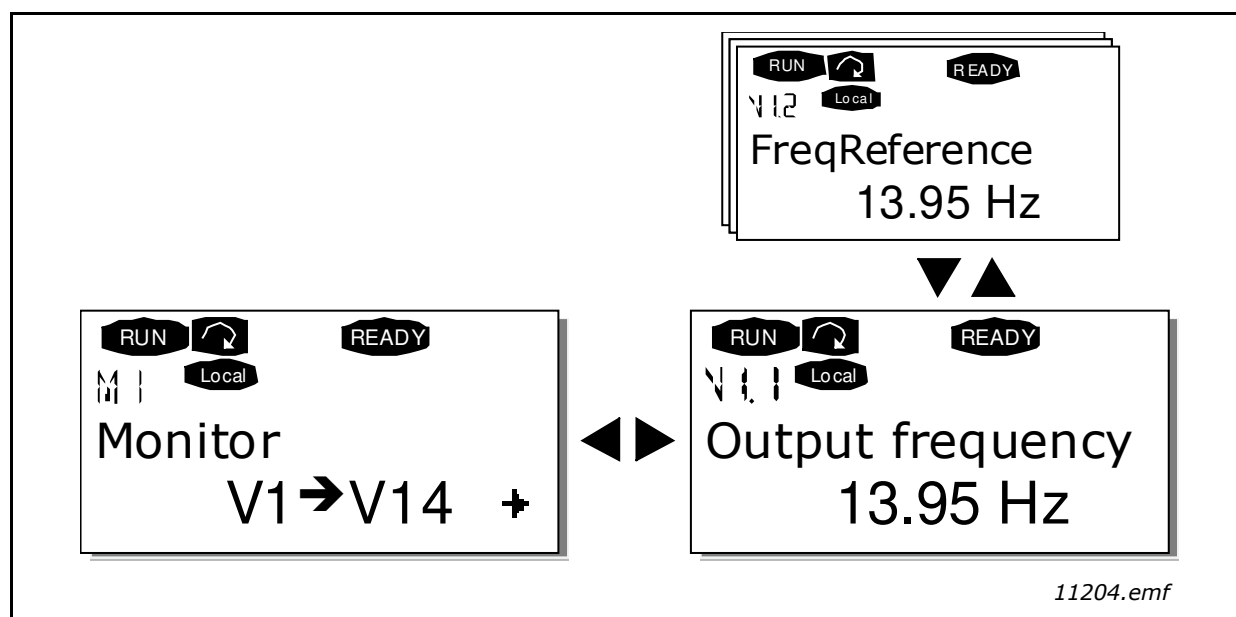 RUN READY
V1.2 Local
FreqReference
13.95 Hz
RUN READY
M1 Local
Monitor
V1➔V14
RUN READY
V1.1 Local
Output frequency
13.95 Hz
11204.emf